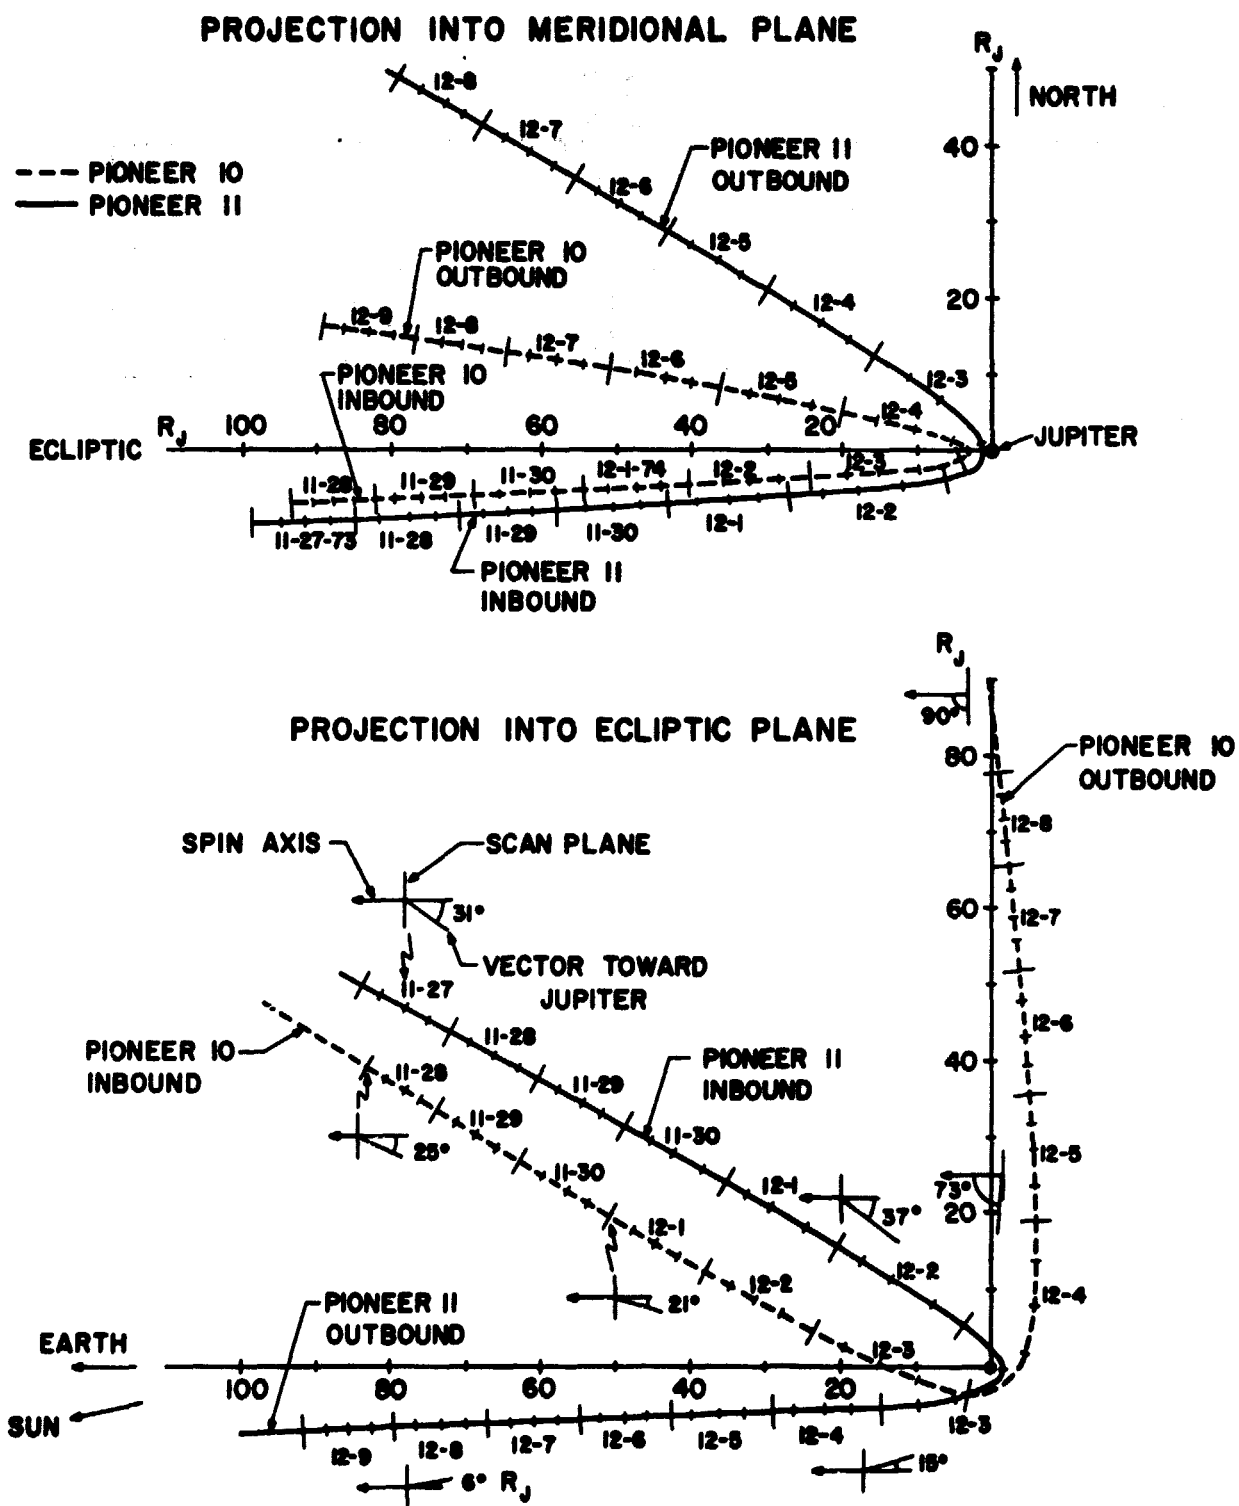 PROJECTION INTO MERIDIONAL PLANE
R_J
NORTH
12-8
12-7
40
PIONEER 11
OUTBOUND
PIONEER 10
PIONEER 11
12-6
12-5
PIONEER 10
OUTBOUND
20
12-4
12-9
12-8
12-7
12-6
12-5
12-3
12-4
PIONEER 10
INBOUND
ECLIPTIC
R_J
100
80
60
40
20
JUPITER
11-28
11-29
11-30
12-1-74
12-2
12-3
11-27-73
11-28
11-29
11-30
12-1
12-2
PIONEER 11
INBOUND
R_J
90°
PROJECTION INTO ECLIPTIC PLANE
80
PIONEER 10
OUTBOUND
12-8
SPIN AXIS
SCAN PLANE
31°
60
12-7
VECTOR TOWARD
JUPITER
11-27
12-6
PIONEER 10
INBOUND
11-28
40
PIONEER 11
INBOUND
11-28
11-29
11-29
11-30
25°
12-5
11-30
12-1
73°
20
37°
12-1
12-2
12-2
12-4
21°
PIONEER 11
OUTBOUND
EARTH
12-3
100
80
60
40
20
SUN
12-3
12-9
12-8
12-7
12-6
12-5
12-4
15°
6° R_J